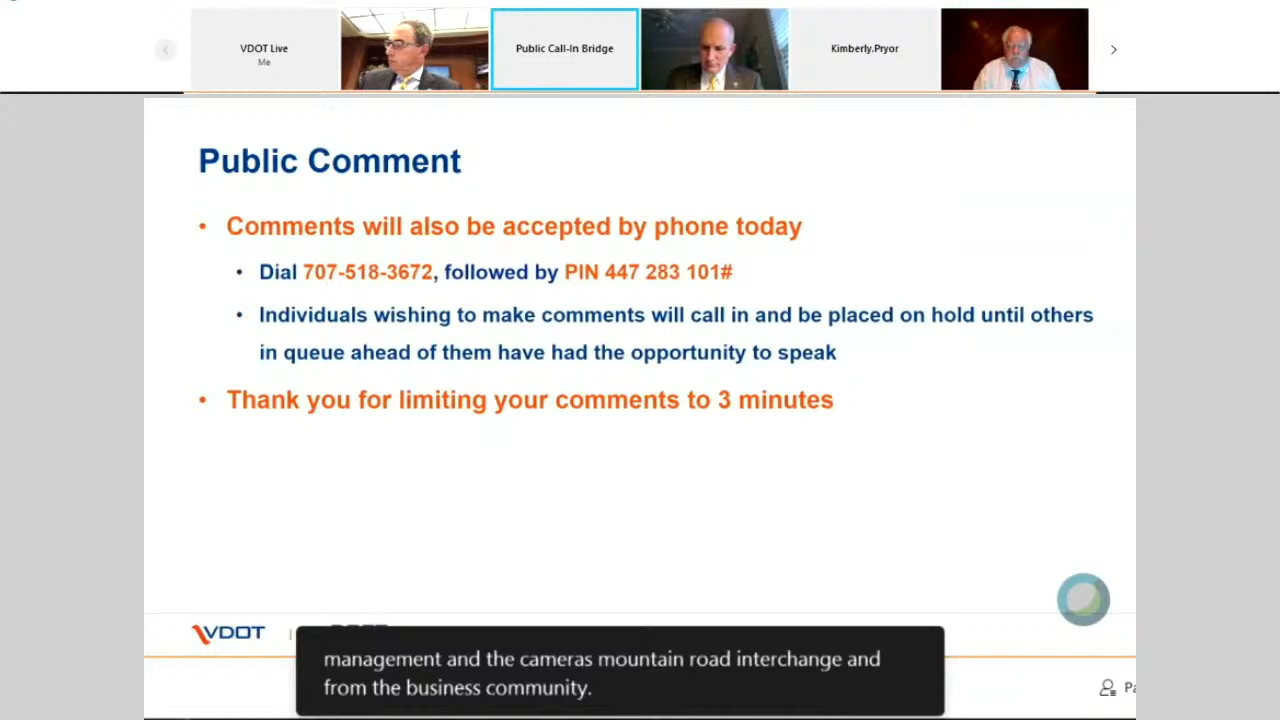 VDOT Live
Me
Public Call-In Bridge
Kimberly.Pryor
Public Comment
• Comments will also be accepted by phone today
• Dial 707-518-3672, followed by PIN 447 283 101#
• Individuals wishing to make comments will call in and be placed on hold until others
in queue ahead of them have had the opportunity to speak
• Thank you for limiting your comments to 3 minutes
VDOT
management and the cameras mountain road interchange and
from the business community.
Pa